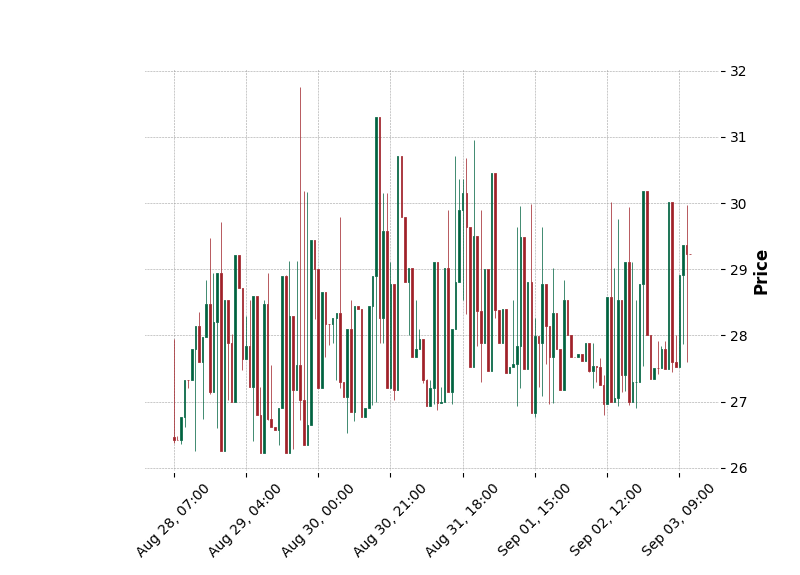 32
31
30
29
28
27
26
Price
Aug 28, 07:00
Aug 29, 04:00
Aug 30, 00:00
Aug 30, 21:00
Aug 31, 18:00
Sep 01, 15:00
Sep 02, 12:00
Sep 03, 09:00